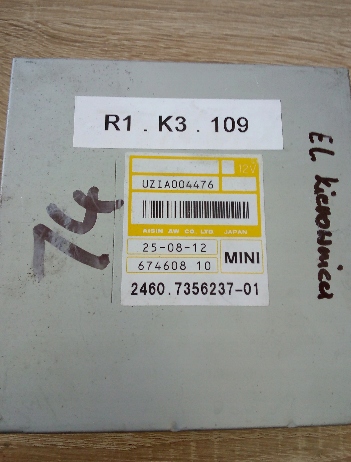 R1 . K3 . 109
12V
UZIA004476
AISIN AW CO. LTD JAPAN
25-08-12
674608 10
MINI
2460.7356237-01
14
EL kierownica